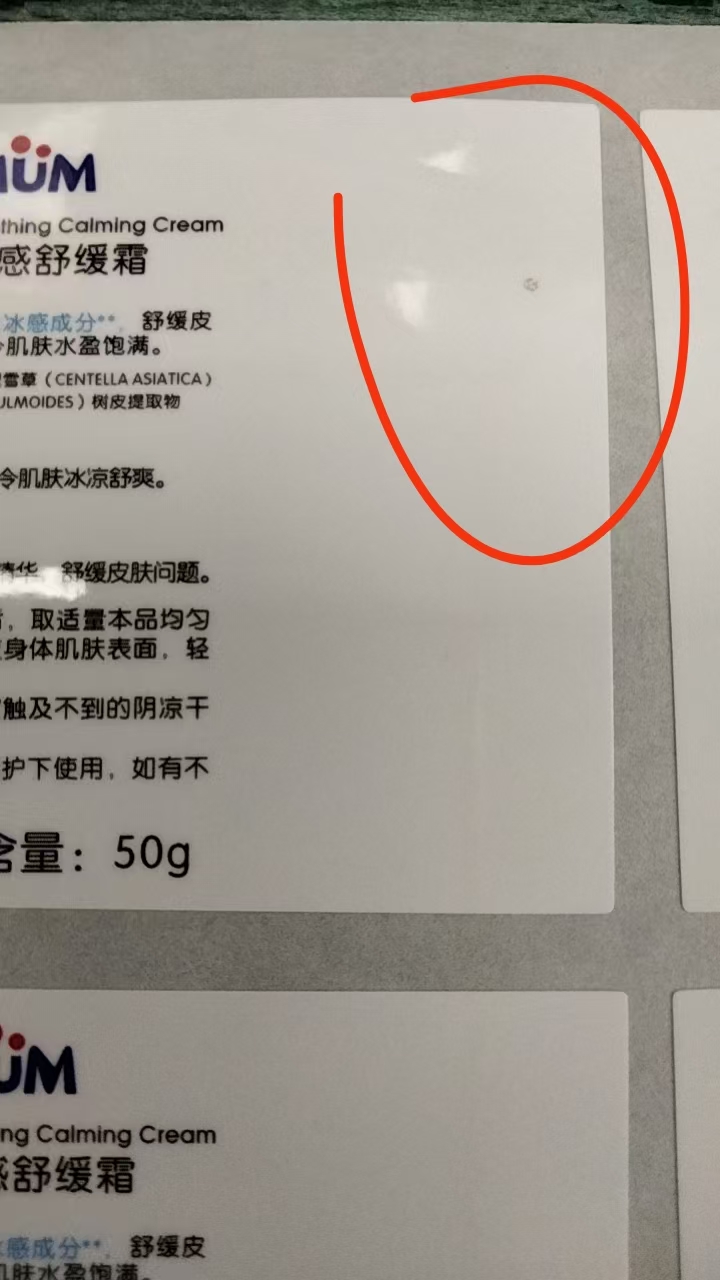 MÜM
thing Calming Cream
感舒缓霜
冰感成分**，舒缓皮
肌肤水盈饱满。
雪草（CENTELLA ASIATICA）
ULMOIDES）树皮提取物
令肌肤冰凉舒爽。
精华，舒缓皮肤问题。
，取适量本品均匀
身体肌肤表面，轻
触及不到的阴凉干
护下使用，如有不
含量：50g
ÜM
ng Calming Cream
感舒缓霜
冰感成分**，舒缓皮
肌肤水盈饱满。